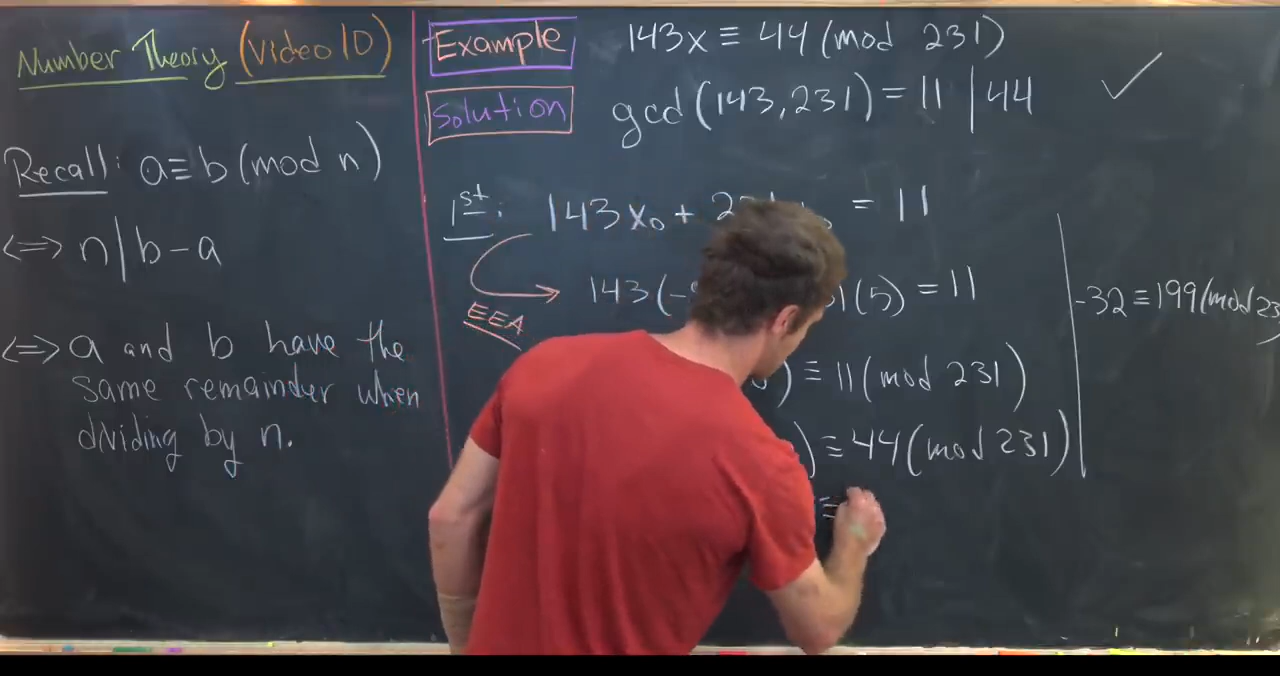 Number Theory (Video 10)
Recall: a ≡ b (mod n)
<=> n | b - a
<=> a and b have the
same remainder when
dividing by n.
Example 143x ≡ 44 (mod 231)
Solution gcd(143, 231) = 11 | 44 ✓
1st: 143x₀ + = 11
143(- (5) = 11
EEA
-32 ≡ 199 (mod 23
) ≡ 11 (mod 231)
) ≡ 44 (mod 231)
≡